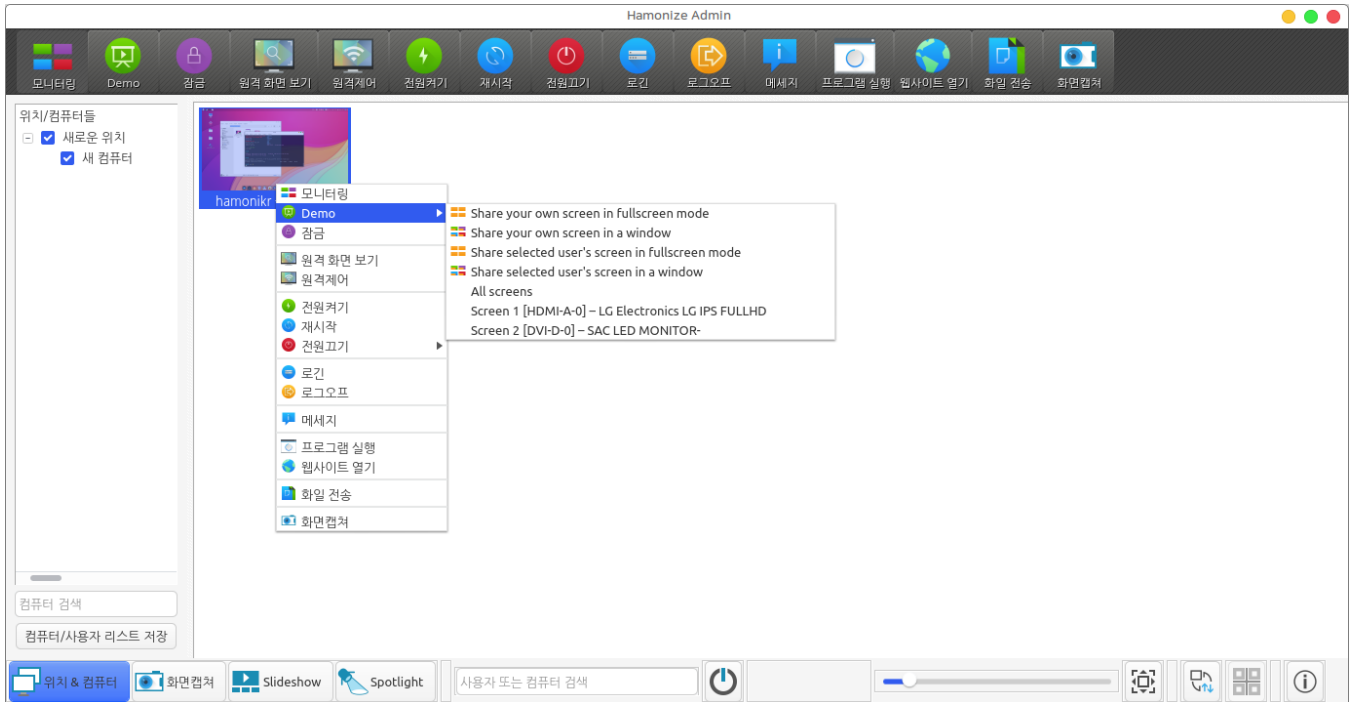 Hamonize Admin
모니터링 Demo 잠금 원격 화면 보기 원격제어 전원켜기 재시작 전원끄기 로긴 로그오프 메세지 프로그램 실행 웹사이트 열기 화일 전송 화면캡쳐
위치/컴퓨터들
새로운 위치
새 컴퓨터
hamonikr
모니터링
Demo
잠금
원격 화면 보기
원격제어
전원켜기
재시작
전원끄기
로긴
로그오프
메세지
프로그램 실행
웹사이트 열기
화일 전송
화면캡쳐
Share your own screen in fullscreen mode
Share your own screen in a window
Share selected user's screen in fullscreen mode
Share selected user's screen in a window
All screens
Screen 1 [HDMI-A-0] – LG Electronics LG IPS FULLHD
Screen 2 [DVI-D-0] – SAC LED MONITOR-
컴퓨터 검색
컴퓨터/사용자 리스트 저장
위치 & 컴퓨터 화면캡쳐 Slideshow Spotlight 사용자 또는 컴퓨터 검색